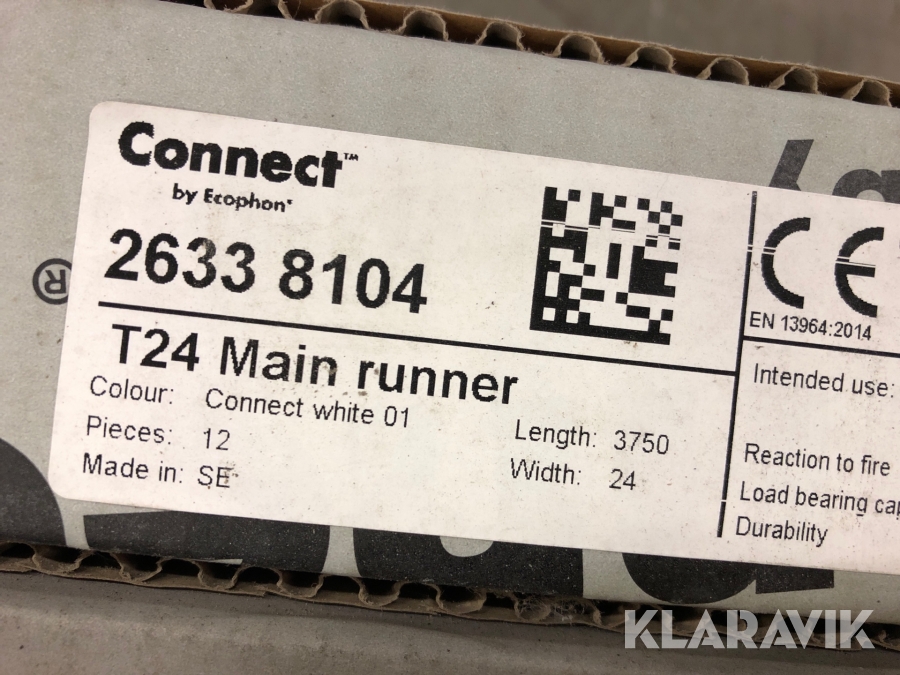 Connect™
by Ecophon®
2633 8104
T24 Main runner
Colour: Connect white 01
Pieces: 12
Made in: SE
Length: 3750
Width: 24
CE
EN 13964:2014
Intended use:
Reaction to fire
Load bearing cap
Durability
®
KLARAVIK